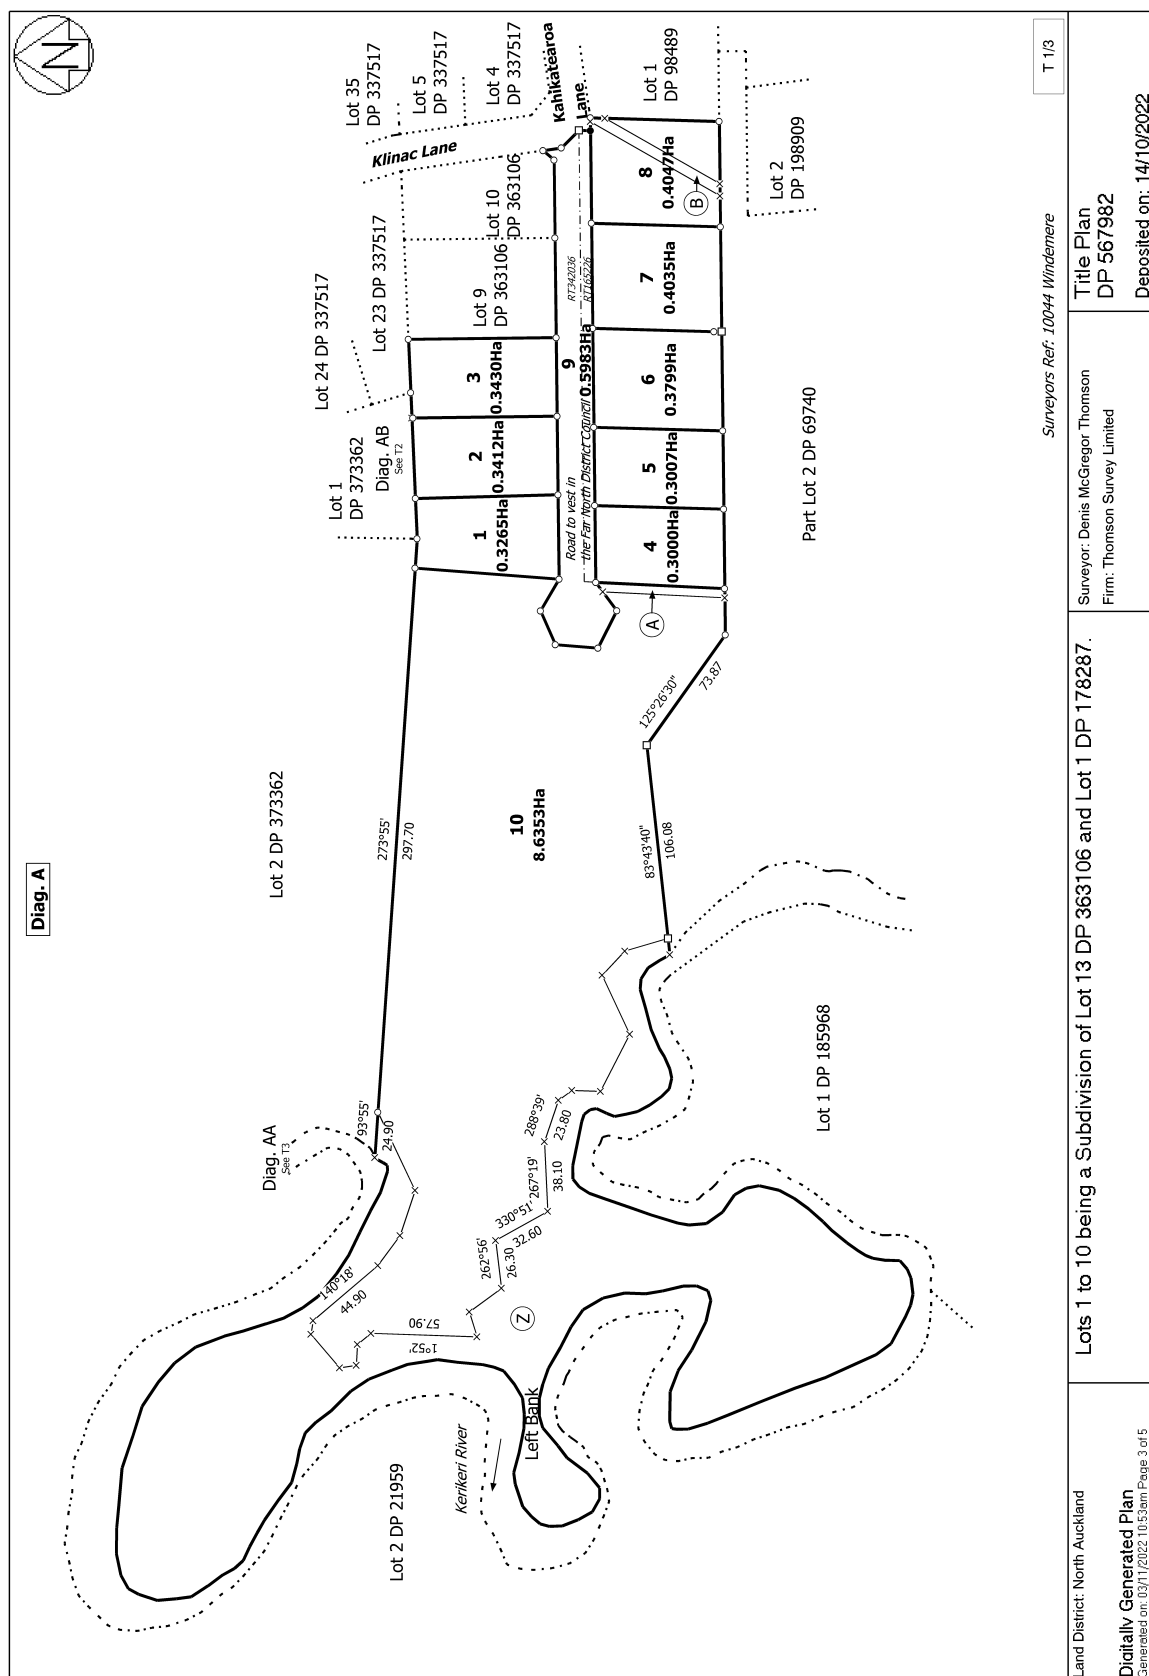 Diag. A
T 1/3
N
Lot 35
DP 337517
Lot 5
DP 337517
Lot 4
DP 337517
Kahikatearoa
Lane
Klinac Lane
Lot 1
DP 98489
Lot 2
DP 198909
Lot 10
DP 363106
Lot 9
DP 363106
Lot 23 DP 337517
Lot 24 DP 337517
Lot 1
DP 373362
Diag. AB
See T2
Lot 2 DP 373362
1
0.3265Ha
2
0.3412Ha
3
0.3430Ha
Road to vest in
the Far North District Council
9
0.5983Ha
RT342036
RT165226
4
0.3000Ha
5
0.3007Ha
6
0.3799Ha
7
0.4035Ha
8
0.4047Ha
A
B
Part Lot 2 DP 69740
10
8.6353Ha
273°55'
297.70
125°26'30"
73.87
83°43'40"
106.08
93°55'
24.90
Diag. AA
See T3
140°18'
44.90
1°52'
57.90
262°56'
26.30
330°51'
32.60
267°19'
38.10
288°39'
23.80
Z
Left Bank
Kerikeri River
Lot 2 DP 21959
Lot 1 DP 185968
Surveyors Ref: 10044 Windemere
Land District: North Auckland
Digitally Generated Plan
Generated on: 03/11/2022 10:53am Page 3 of 5
Lots 1 to 10 being a Subdivision of Lot 13 DP 363106 and Lot 1 DP 178287.
Surveyor: Denis McGregor Thomson
Firm: Thomson Survey Limited
Title Plan
DP 567982
Deposited on: 14/10/2022